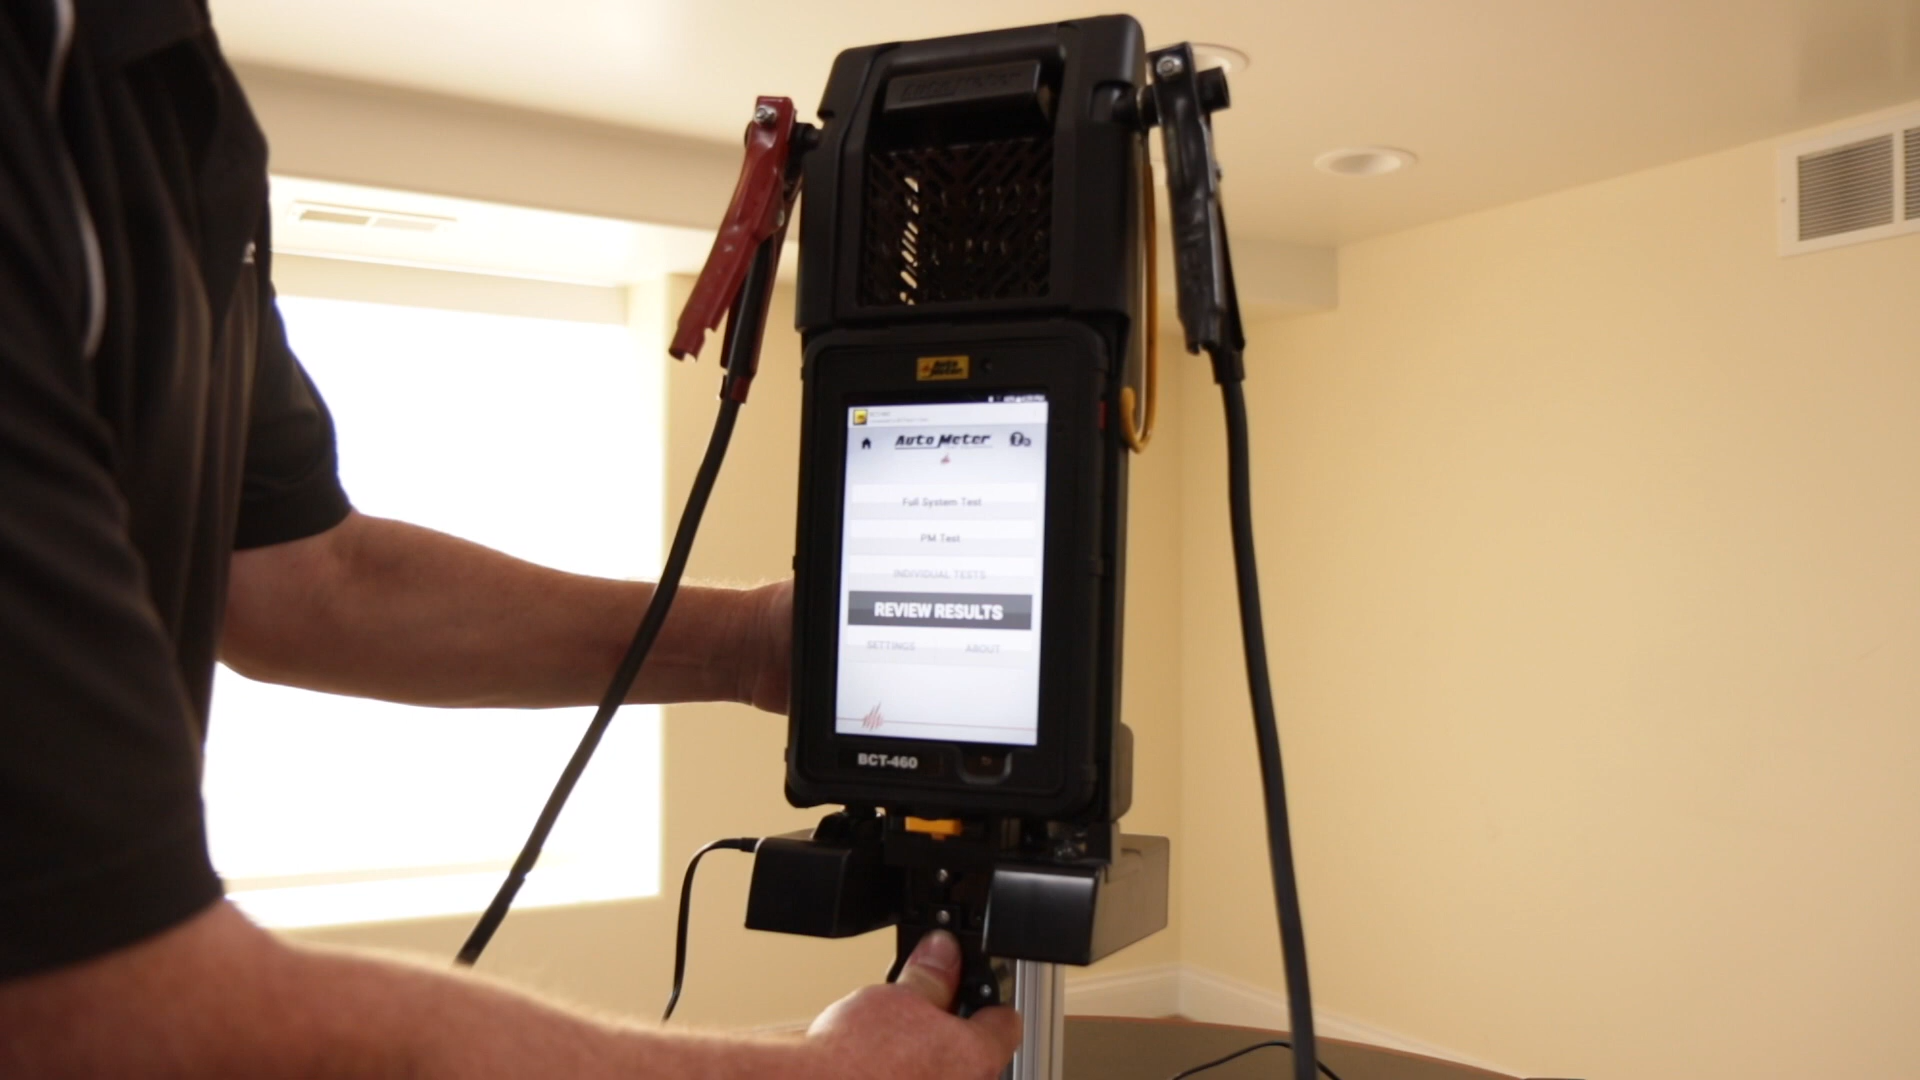 Auto Meter
Auto Meter
Full System Test
PM Test
INDIVIDUAL TESTS
REVIEW RESULTS
SETTINGS ABOUT
BCT-460